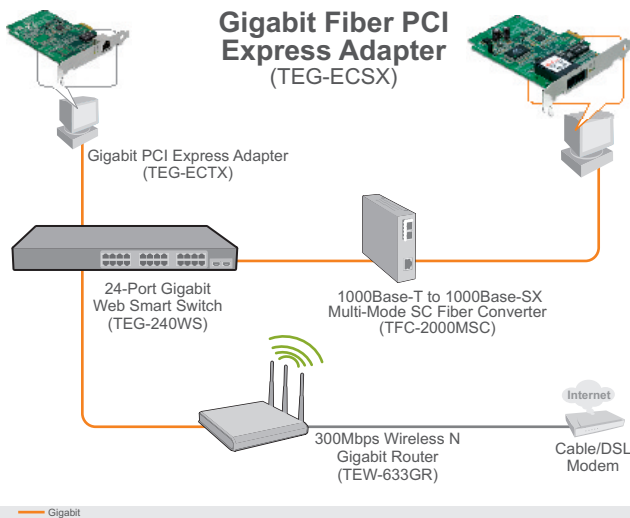 Gigabit Fiber PCI
Express Adapter
(TEG-ECSX)
Gigabit PCI Express Adapter
(TEG-ECTX)
24-Port Gigabit
Web Smart Switch
(TEG-240WS)
1000Base-T to 1000Base-SX
Multi-Mode SC Fiber Converter
(TFC-2000MSC)
300Mbps Wireless N
Gigabit Router
(TEW-633GR)
Internet
Cable/DSL
Modem
Gigabit